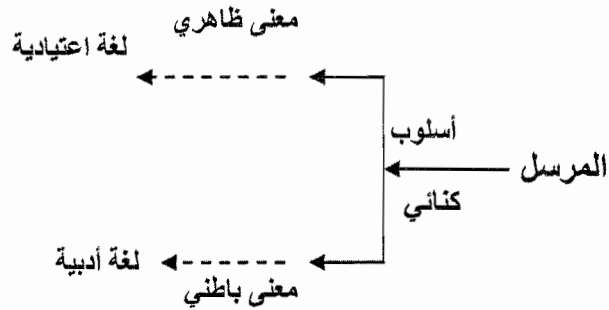 معنى ظاهري
لغة اعتيادية
أسلوب
المرسل
كنائي
لغة أدبية
معنى باطني